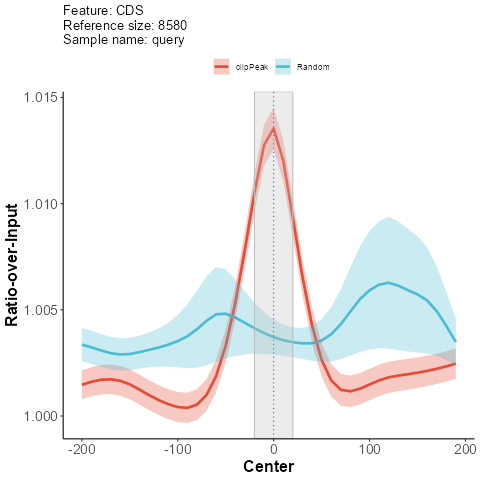 Feature: CDS
Reference size: 8580
Sample name: query
clipPeak Random
1.015
1.010
1.005
1.000
Ratio-over-Input
-200 -100 0 100 200
Center